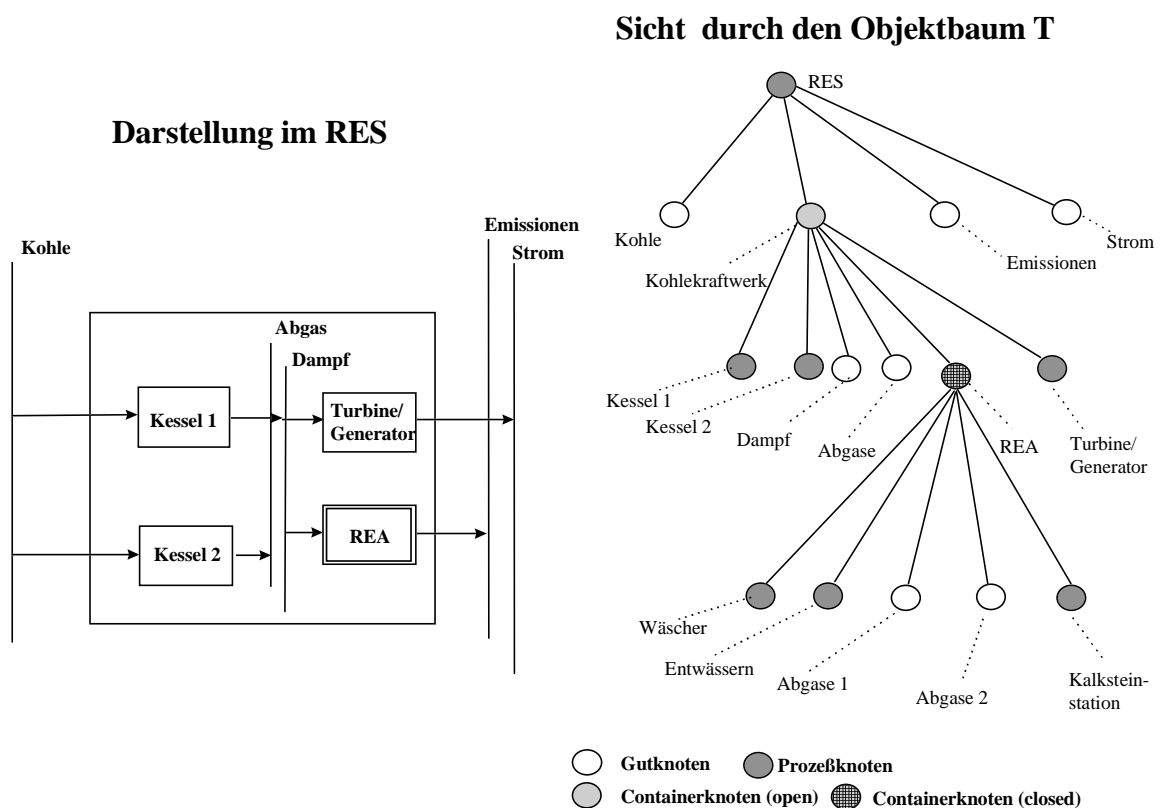 Sicht durch den Objektbaum T
Darstellung im RES
Kohle
Emissionen
Strom
Abgas
Dampf
Kessel 1
Turbine/
Generator
Kessel 2
REA
RES
Kohle
Kohlekraftwerk
Emissionen
Strom
Kessel 1
Kessel 2
Dampf
Abgase
REA
Turbine/
Generator
Wäscher
Entwässern
Abgase 1
Abgase 2
Kalkstein-
station
Gutknoten
Prozeßknoten
Containerknoten (open)
Containerknoten (closed)